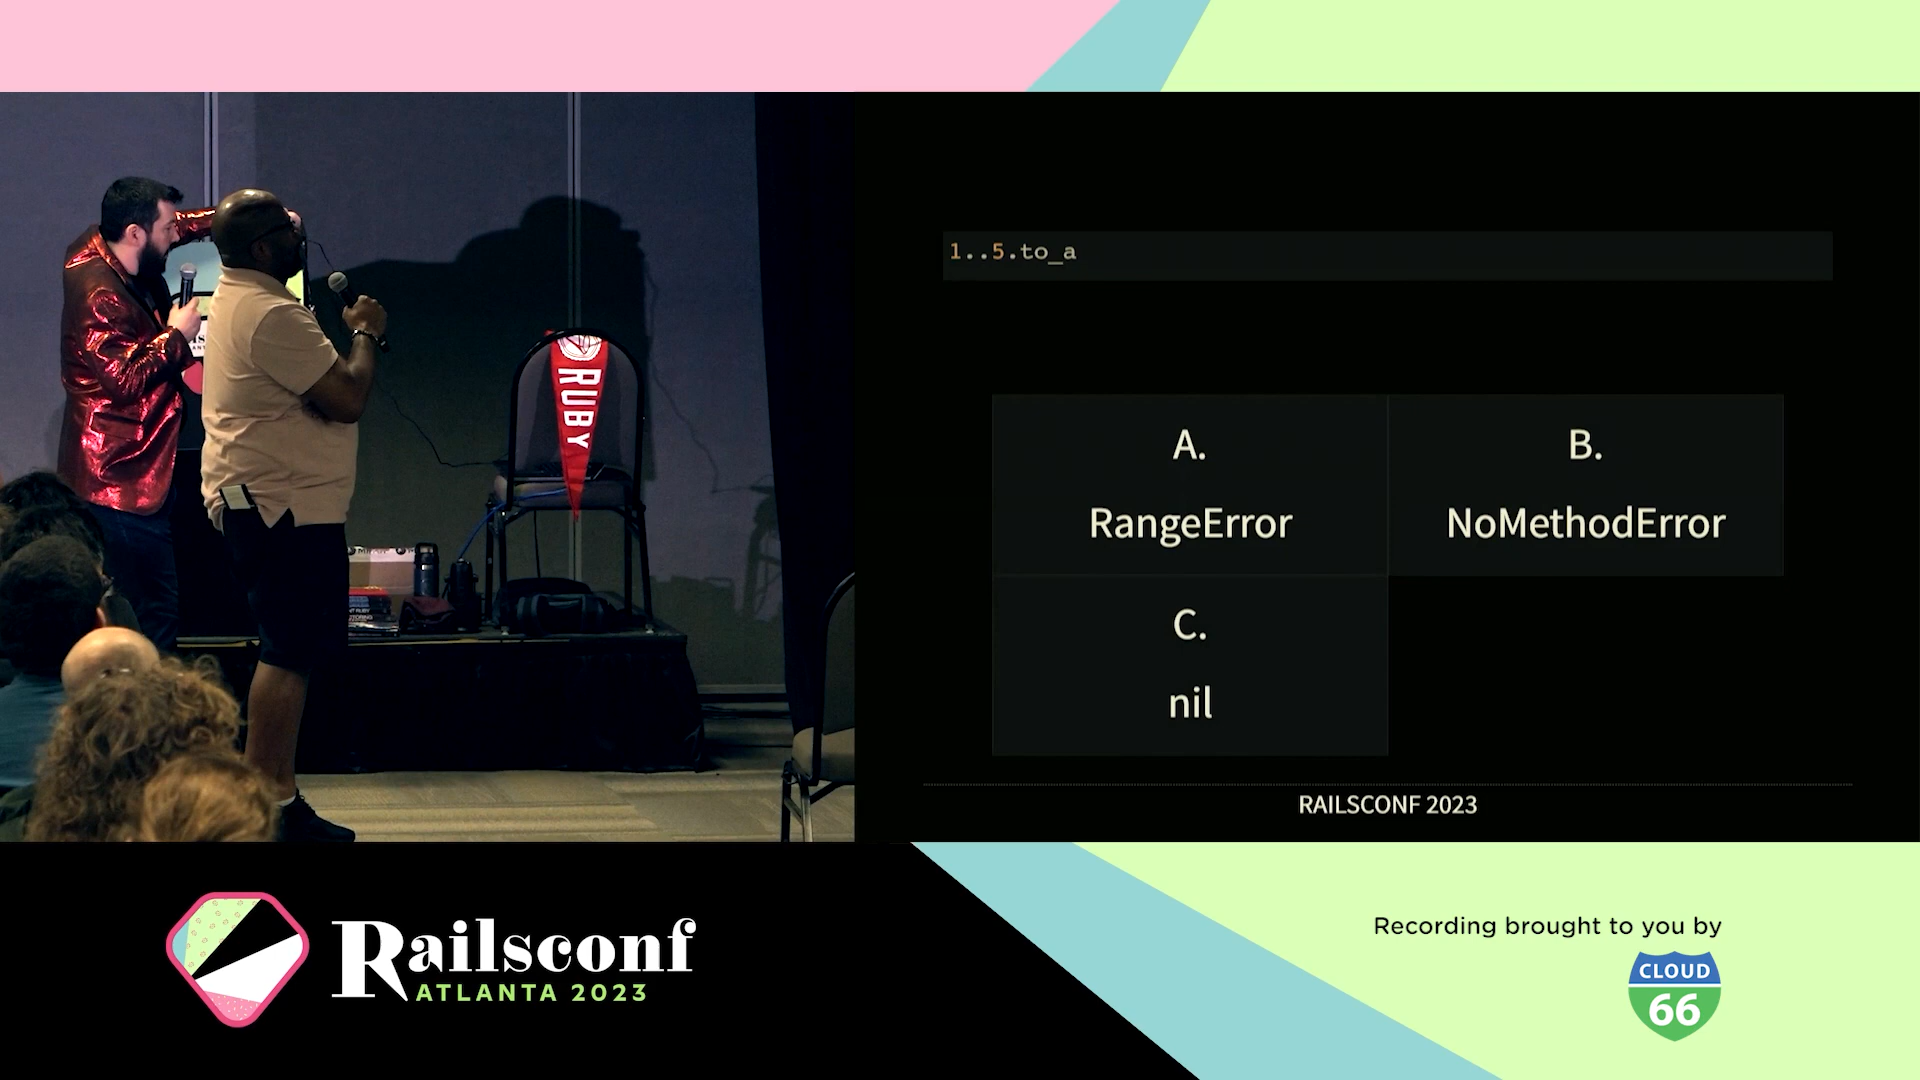 1..5.to_a
A.
RangeError
B.
NoMethodError
C.
nil
RAILSCONF 2023
RUBY
Railsconf
ATLANTA 2023
Recording brought to you by
CLOUD
66